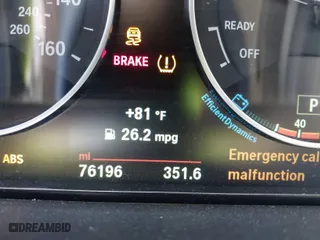 140
240
260
160
BRAKE
READY
OFF
+81 °F
26.2 mpg
EfficientDynamics
P
40
ABS
mi
76196 351.6
Emergency cal
malfunction
DREAMBID